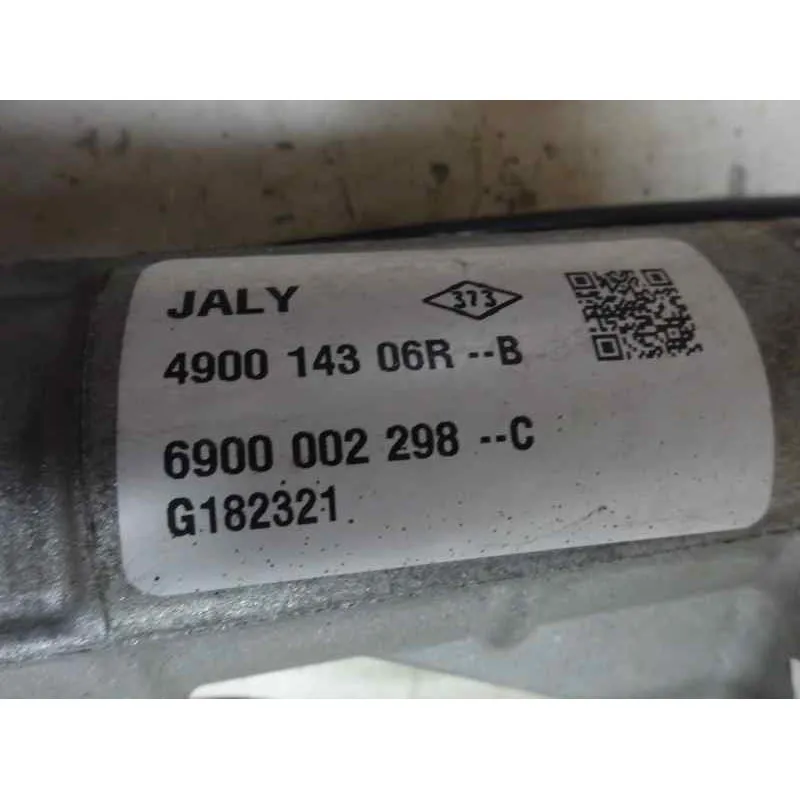 JALY 373
4900 143 06R --B
6900 002 298 --C
G182321